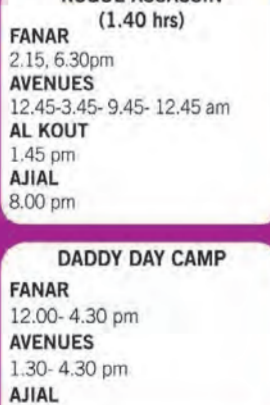 (1.40 hrs)
FANAR
2.15, 6.30pm
AVENUES
12.45-3.45- 9.45- 12.45 am
AL KOUT
1.45 pm
AJIAL
8.00 pm
DADDY DAY CAMP
FANAR
12.00- 4.30 pm
AVENUES
1.30- 4.30 pm
AJIAL